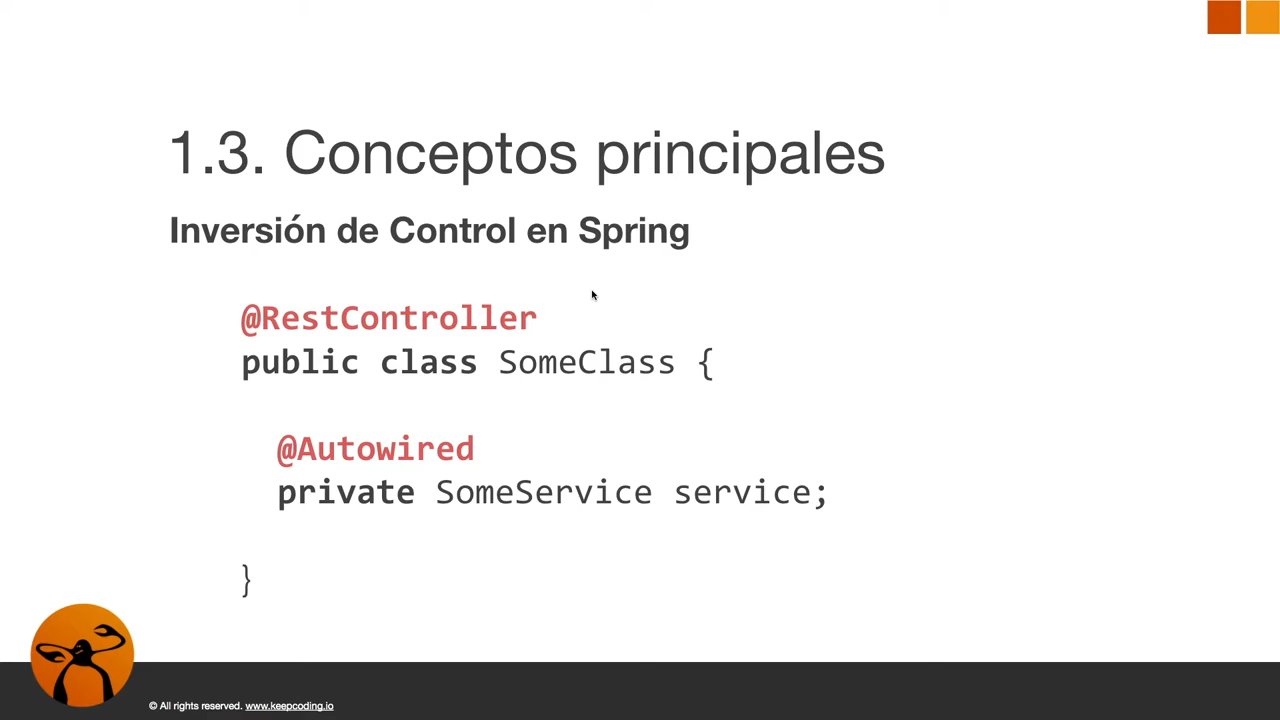 1.3. Conceptos principales
Inversión de Control en Spring
@RestController
public class SomeClass {
@Autowired
private SomeService service;
}
© All rights reserved. www.keepcoding.io